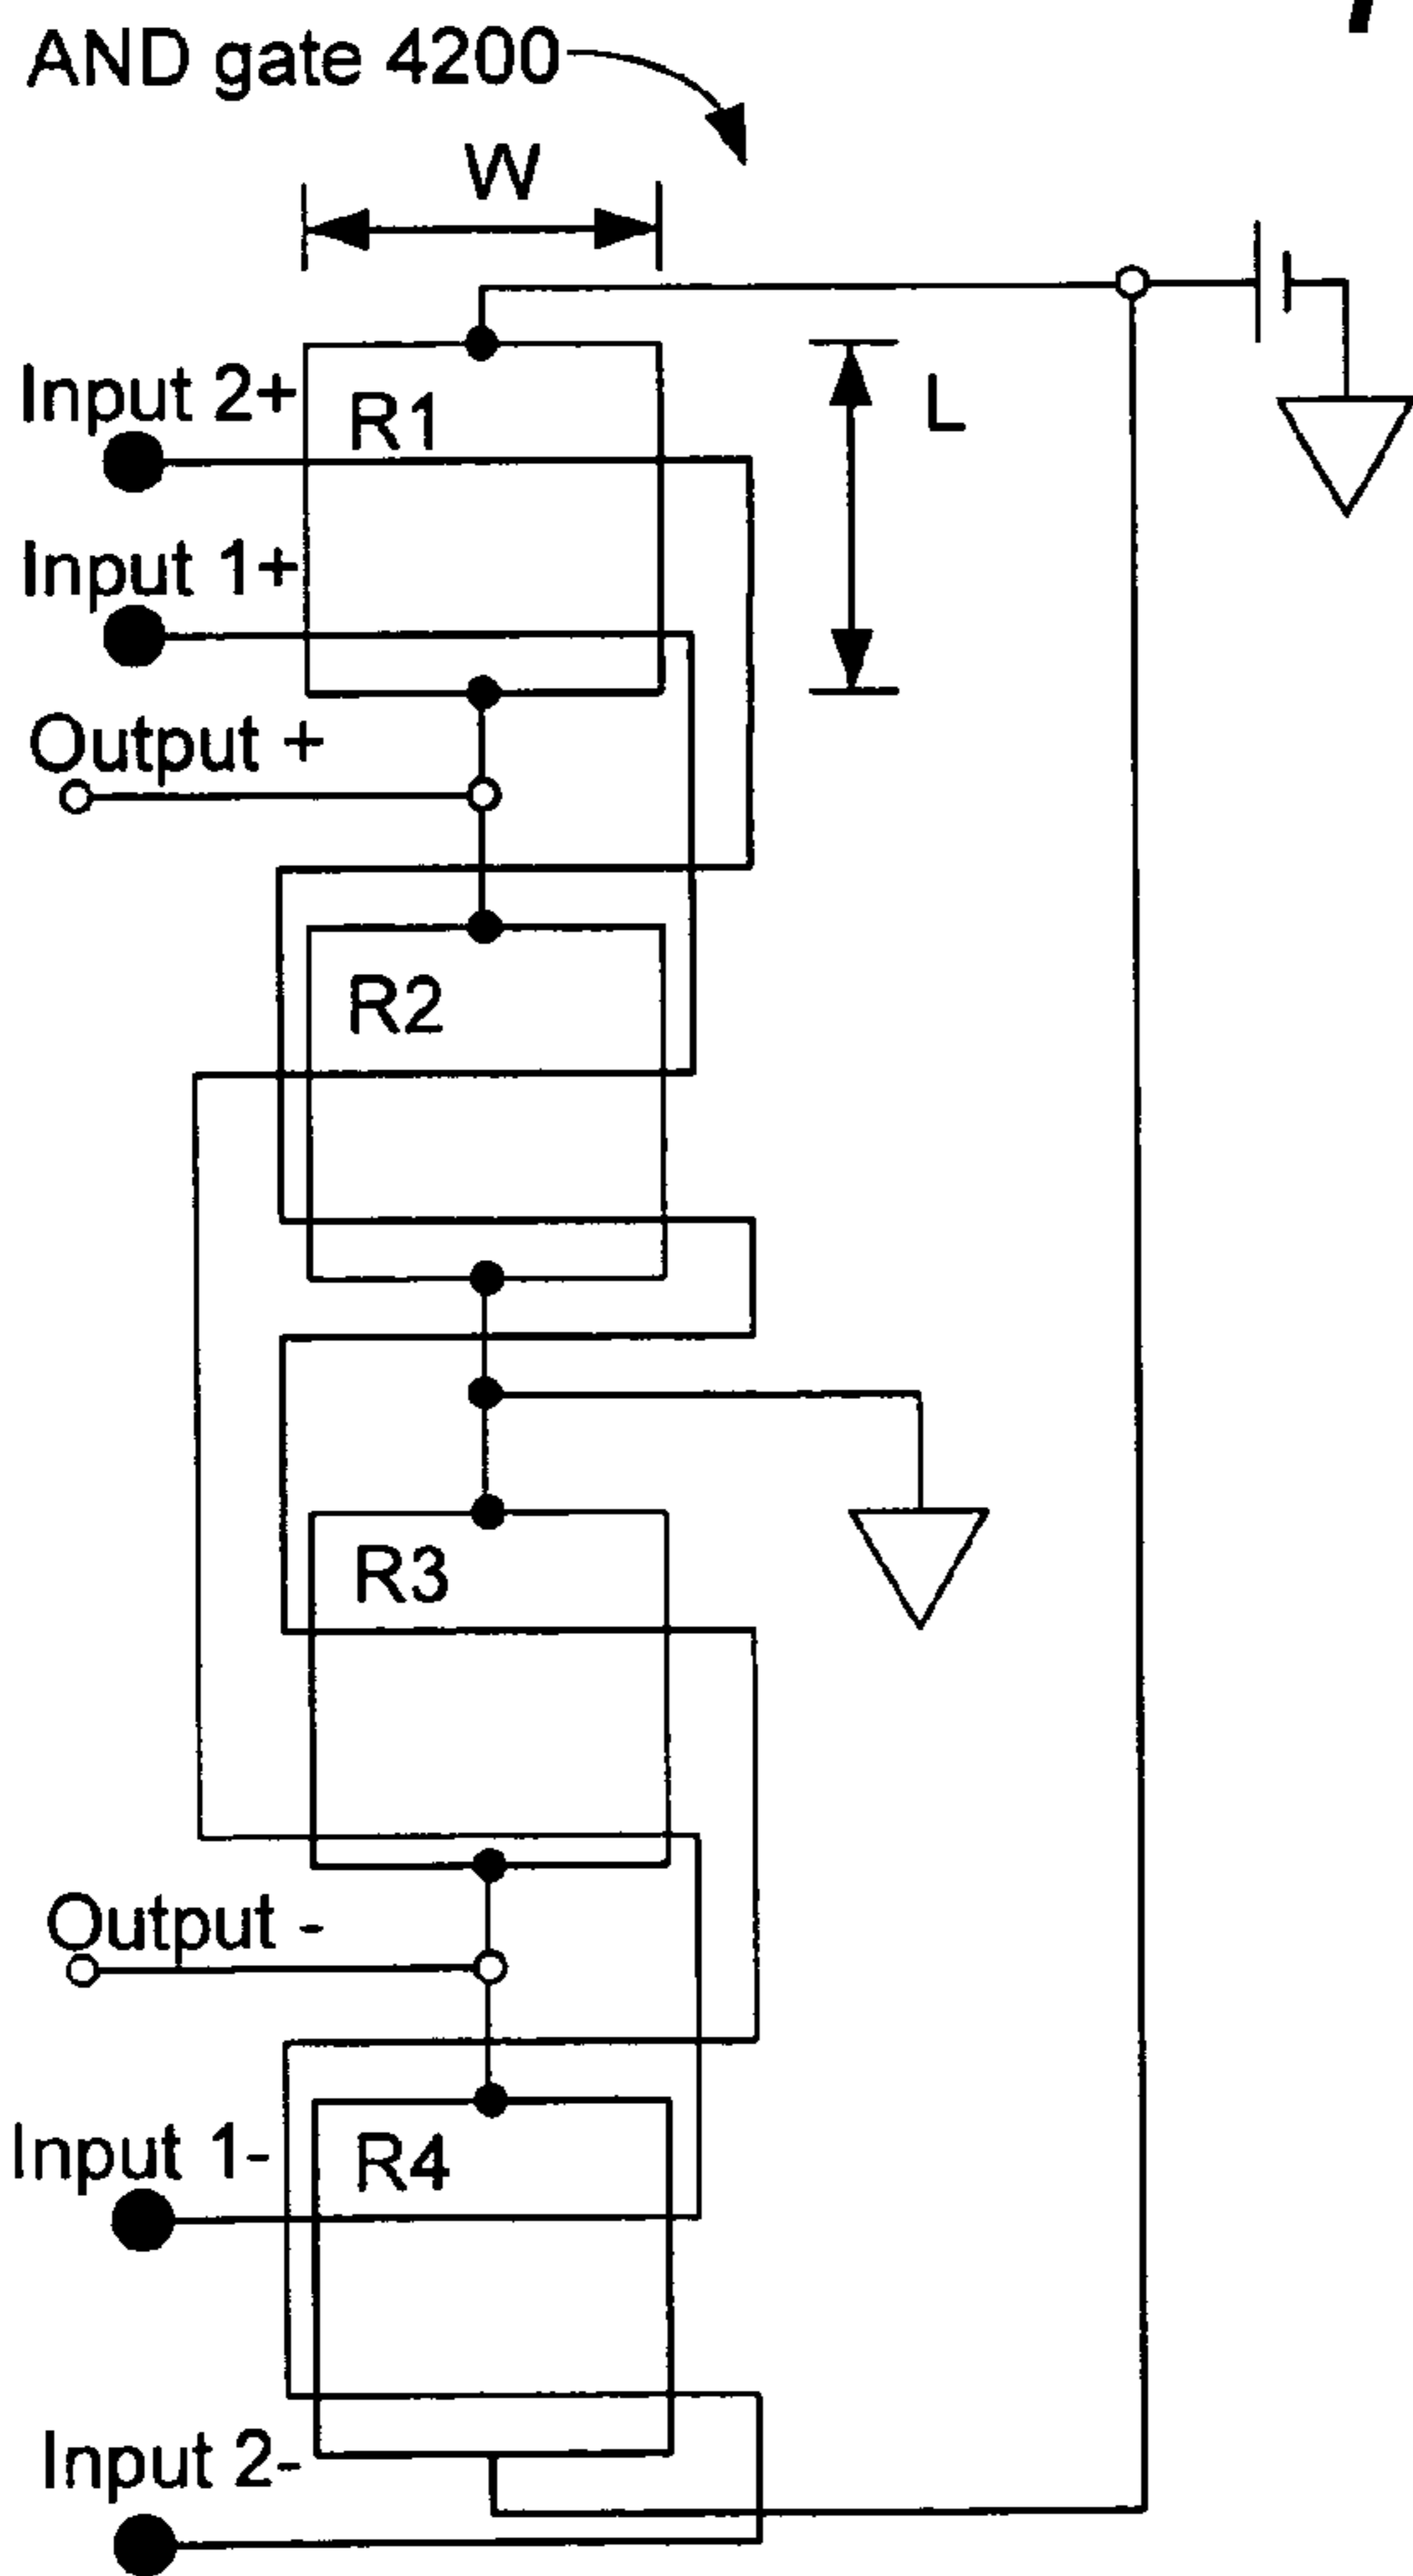 AND gate 4200
W
Input 2+
R1
L
Input 1+
Output +
R2
R3
Output -
Input 1-
R4
Input 2-